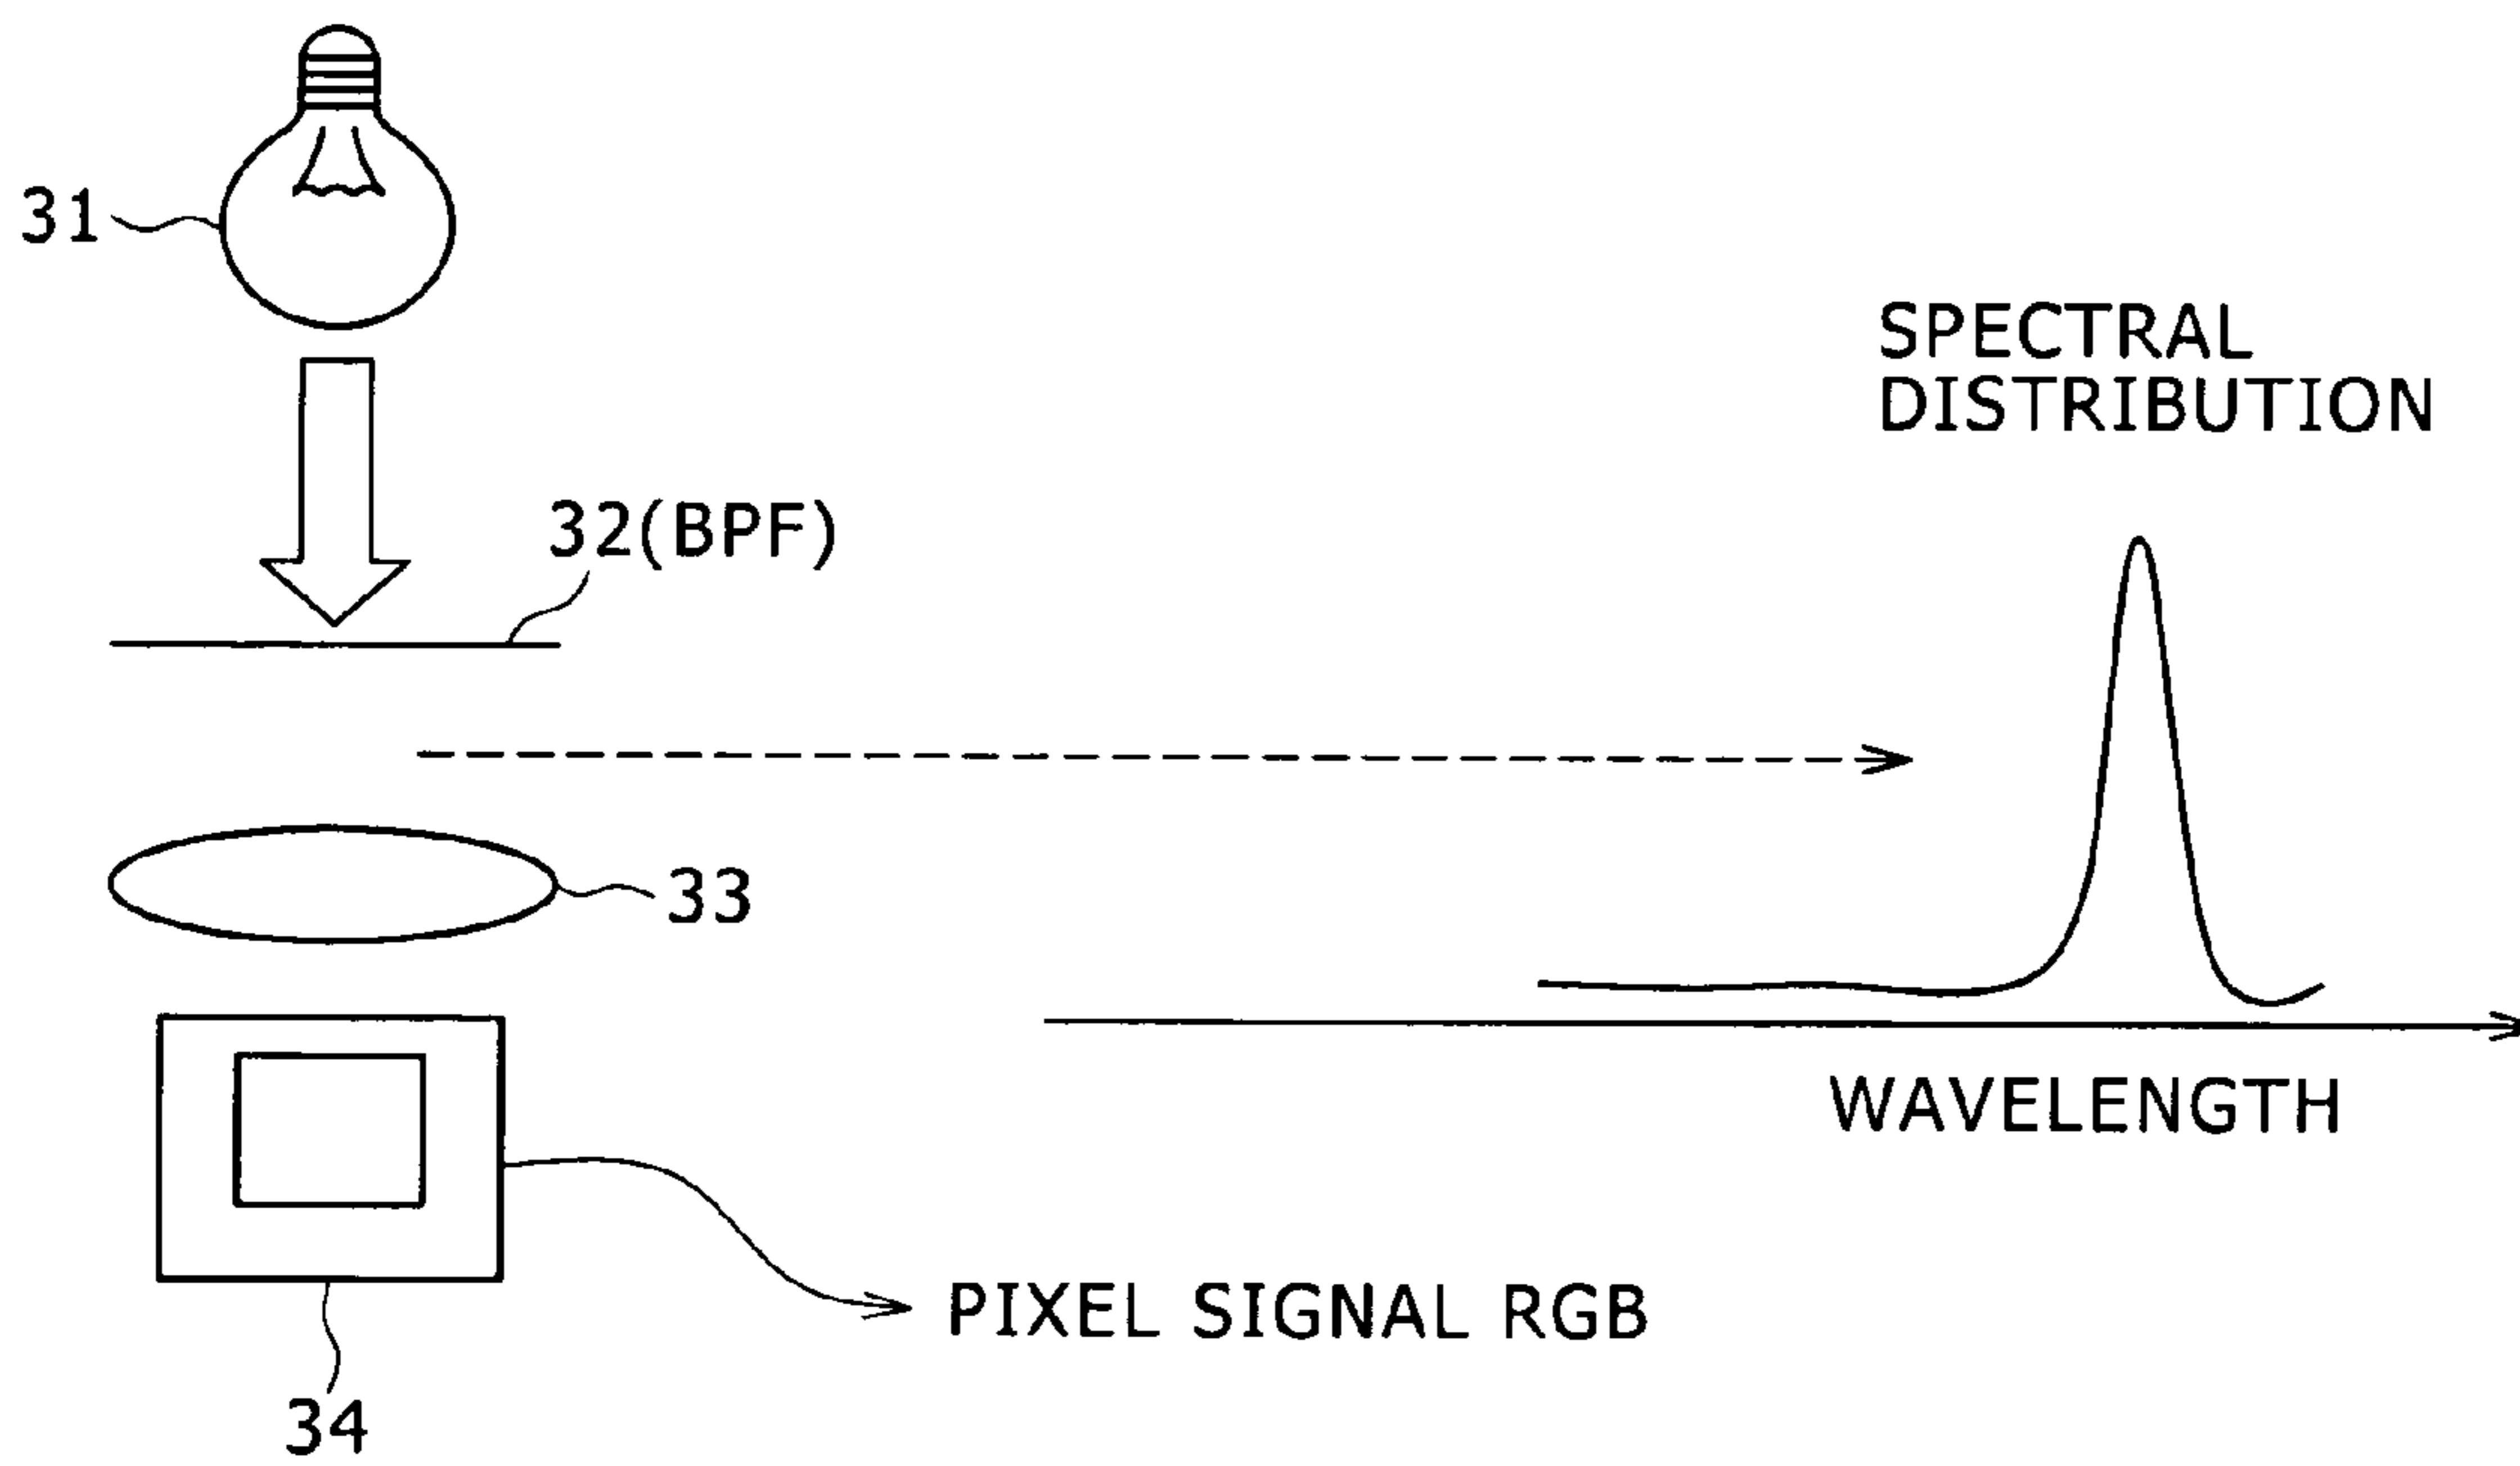 31
SPECTRAL
DISTRIBUTION
32(BPF)
33
WAVELENGTH
PIXEL SIGNAL RGB
34